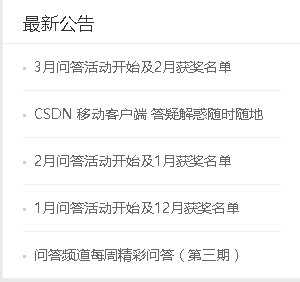 最新公告
3月问答活动开始及2月获奖名单
CSDN 移动客户端 答疑解惑随时随地
2月问答活动开始及1月获奖名单
1月问答活动开始及12月获奖名单
问答频道每周精彩问答（第三期）